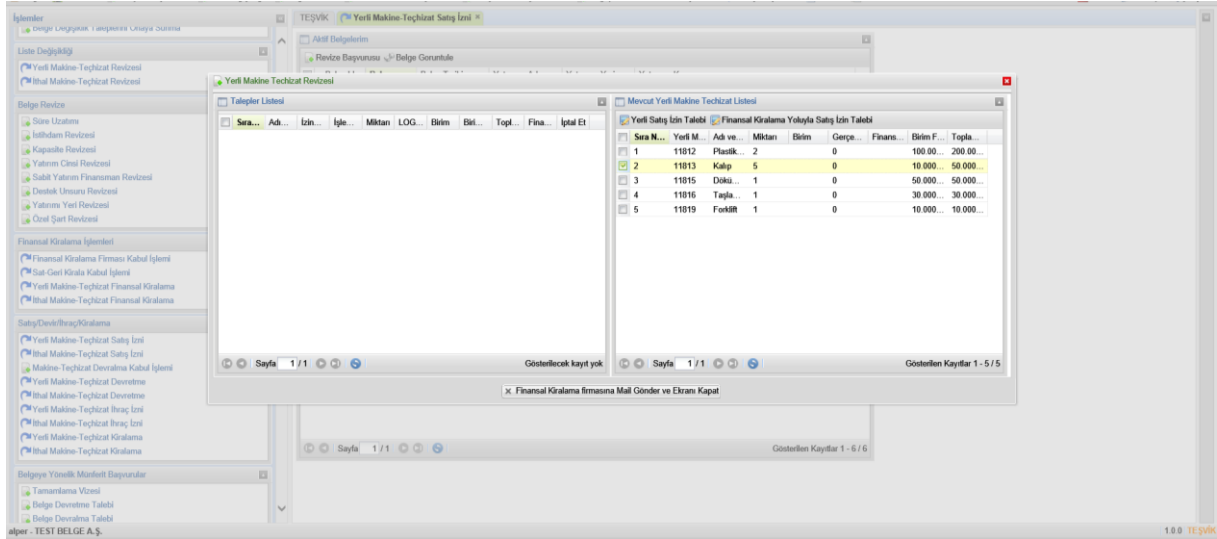 İşlemler
Belge Değişiklik Taleplerini Onaya Sunma
Liste Değişikliği
Yerli Makine-Teçhizat Revizesi
İthal Makine-Teçhizat Revizesi
Belge Revize
Süre Uzatımı
İstihdam Revizesi
Kapasite Revizesi
Yatırım Cinsi Revizesi
Sabit Yatırım Finansman Revizesi
Destek Unsuru Revizesi
Yatırımı Yeri Revizesi
Özel Şart Revizesi
Finansal Kiralama İşlemleri
Finansal Kiralama Firması Kabul İşlemi
Sat-Geri Kirala Kabul İşlemi
Yerli Makine-Teçhizat Finansal Kiralama
İthal Makine-Teçhizat Finansal Kiralama
Satış/Devir/İhraç/Kiralama
Yerli Makine-Teçhizat Satış İzni
İthal Makine-Teçhizat Satış İzni
Makine-Teçhizat Devralma Kabul İşlemi
Yerli Makine-Teçhizat Devretme
İthal Makine-Teçhizat Devretme
Yerli Makine-Teçhizat İhraç İzni
İthal Makine-Teçhizat İhraç İzni
Yerli Makine-Teçhizat Kiralama
İthal Makine-Teçhizat Kiralama
Belgeye Yönelik Münferit Başvurular
Tamamlama Vizesi
Belge Devretme Talebi
Belge Devralma Talebi
TEŞVİK Yerli Makine-Teçhizat Satış İzni ×
Aktif Belgelerim
Revize Başvurusu Belge Goruntule
Yerli Makine Techizat Revizesi
Talepler Listesi
Sıra... Adı... İzin... İşle... Miktarı LOG... Birim Biri... Topl... Fina... İptal Et
Sayfa 1 / 1 Gösterilecek kayıt yok
Mevcut Yerli Makine Techizat Listesi
Yerli Satış İzin Talebi Finansal Kiralama Yoluyla Satış İzin Talebi
Sıra N... Yerli M... Adı ve... Miktarı Birim Gerçe... Finans... Birim F... Topla...
1 11812 Plastik... 2 0 100.00... 200.00...
2 11813 Kalıp 5 0 10.000... 50.000...
3 11815 Dökü... 1 0 50.000... 50.000...
4 11816 Taşla... 1 0 30.000... 30.000...
5 11819 Forklift 1 0 10.000... 10.000...
Sayfa 1 / 1 Gösterilen Kayıtlar 1 - 5 / 5
× Finansal Kiralama firmasına Mail Gönder ve Ekranı Kapat
Sayfa 1 / 1 Gösterilen Kayıtlar 1 - 6 / 6
alper - TEST BELGE A.Ş. 1.0.0 TEŞVİK